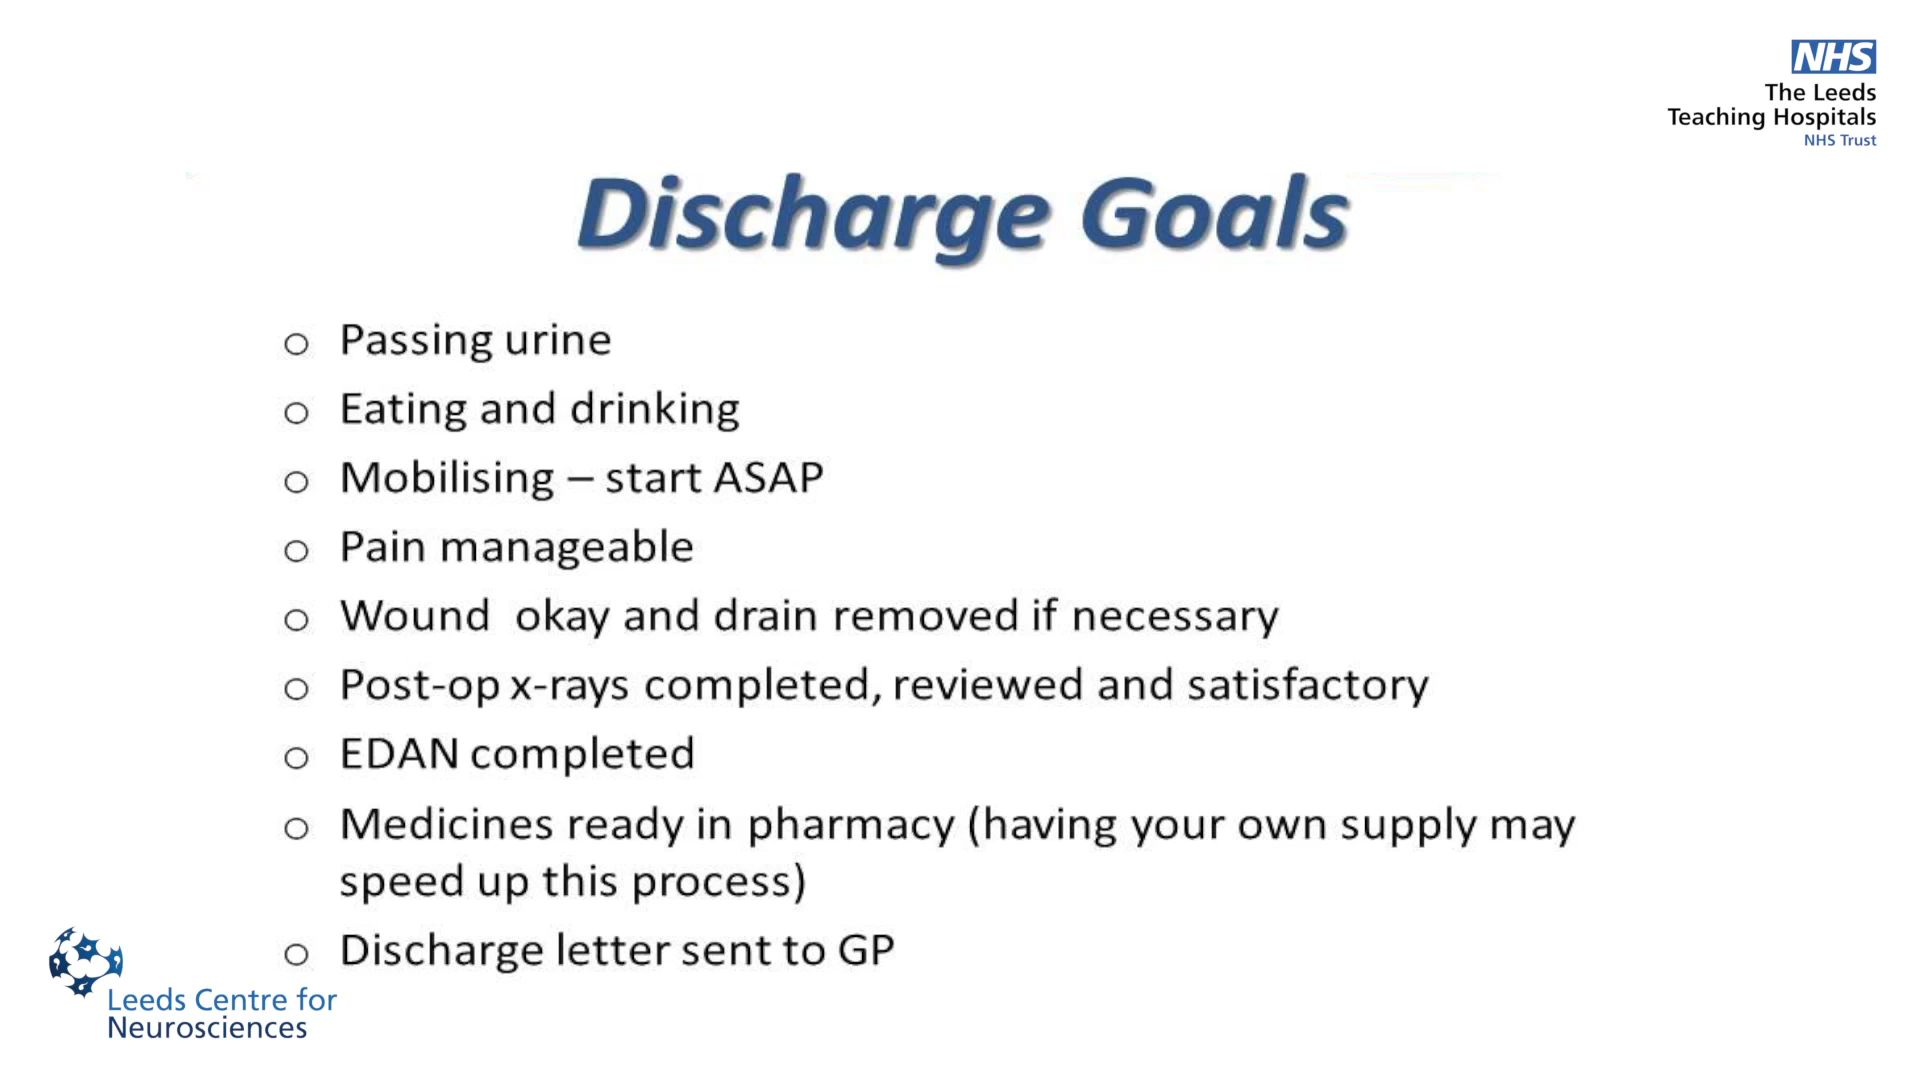 NHS
The Leeds
Teaching Hospitals
NHS Trust
Discharge Goals
o Passing urine
o Eating and drinking
o Mobilising – start ASAP
o Pain manageable
o Wound  okay and drain removed if necessary
o Post-op x-rays completed, reviewed and satisfactory
o EDAN completed
o Medicines ready in pharmacy (having your own supply may
speed up this process)
o Discharge letter sent to GP
Leeds Centre for
Neurosciences